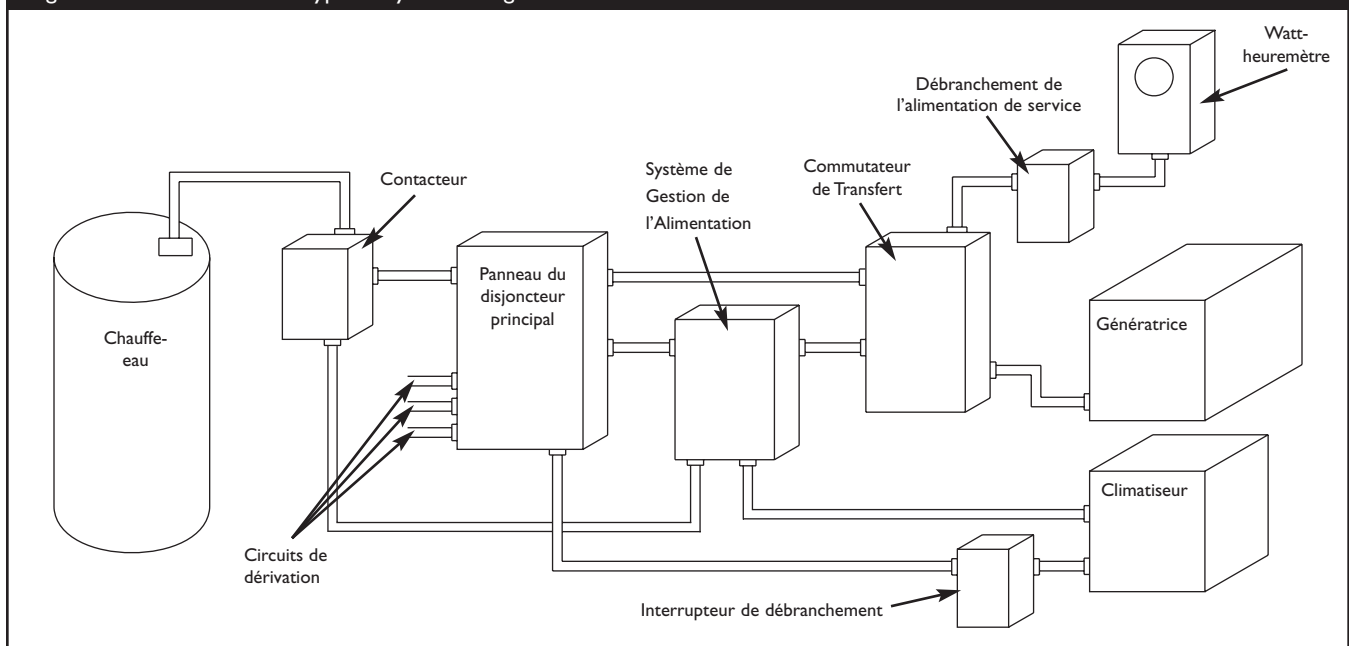 Watt-
heuremètre
Débranchement de
l'alimentation de service
Système de
Gestion de
l'Alimentation
Commutateur
de Transfert
Contacteur
Panneau du
disjoncteur
principal
Chauffe-
eau
Génératrice
Climatiseur
Circuits de
dérivation
Interrupteur de débranchement